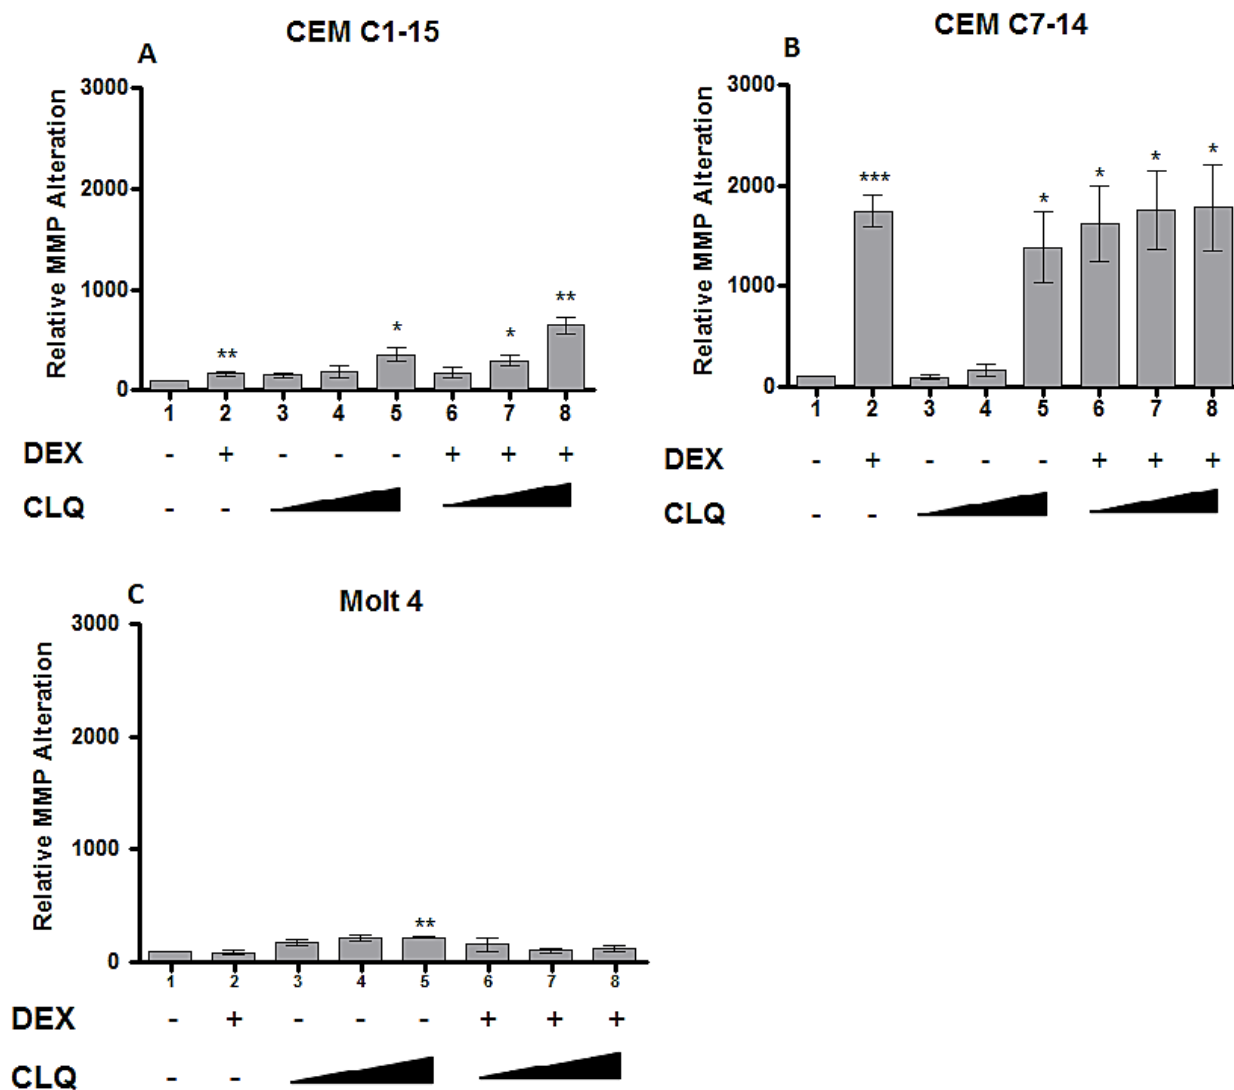 CEM C1-15
A
Relative MMP Alteration
3000
2000
1000
0
**
*
*
**
1 2 3 4 5 6 7 8
DEX - + - - - + + +
CLQ - -
CEM C7-14
B
Relative MMP Alteration
3000
2000
1000
0
***
*
*
*
*
1 2 3 4 5 6 7 8
DEX - + - - - + + +
CLQ - -
C
Molt 4
Relative MMP Alteration
3000
2000
1000
0
**
1 2 3 4 5 6 7 8
DEX - + - - - + + +
CLQ - -